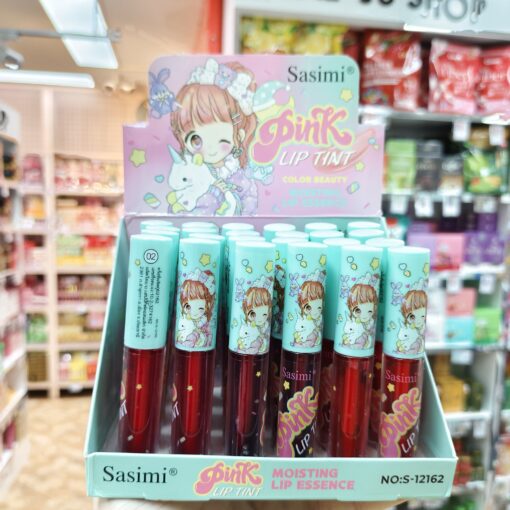 Sasimi®
Pink
LIP TINT
COLOR BEAUTY
MOISTING
LIP ESSENCE
02
Sasimi
Pink
LIP TINT
Sasimi
Pink
LIP
Sasimi®
Pink
LIP TINT
MOISTING
LIP ESSENCE
NO:S-12162